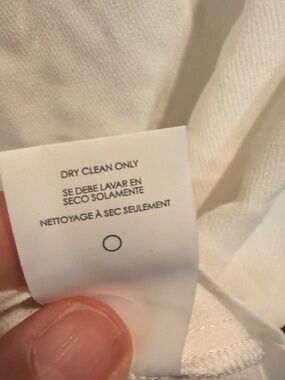 DRY CLEAN ONLY
SE DEBE LAVAR EN
SECO SOLAMENTE
NETTOYAGE À SEC SEULEMENT